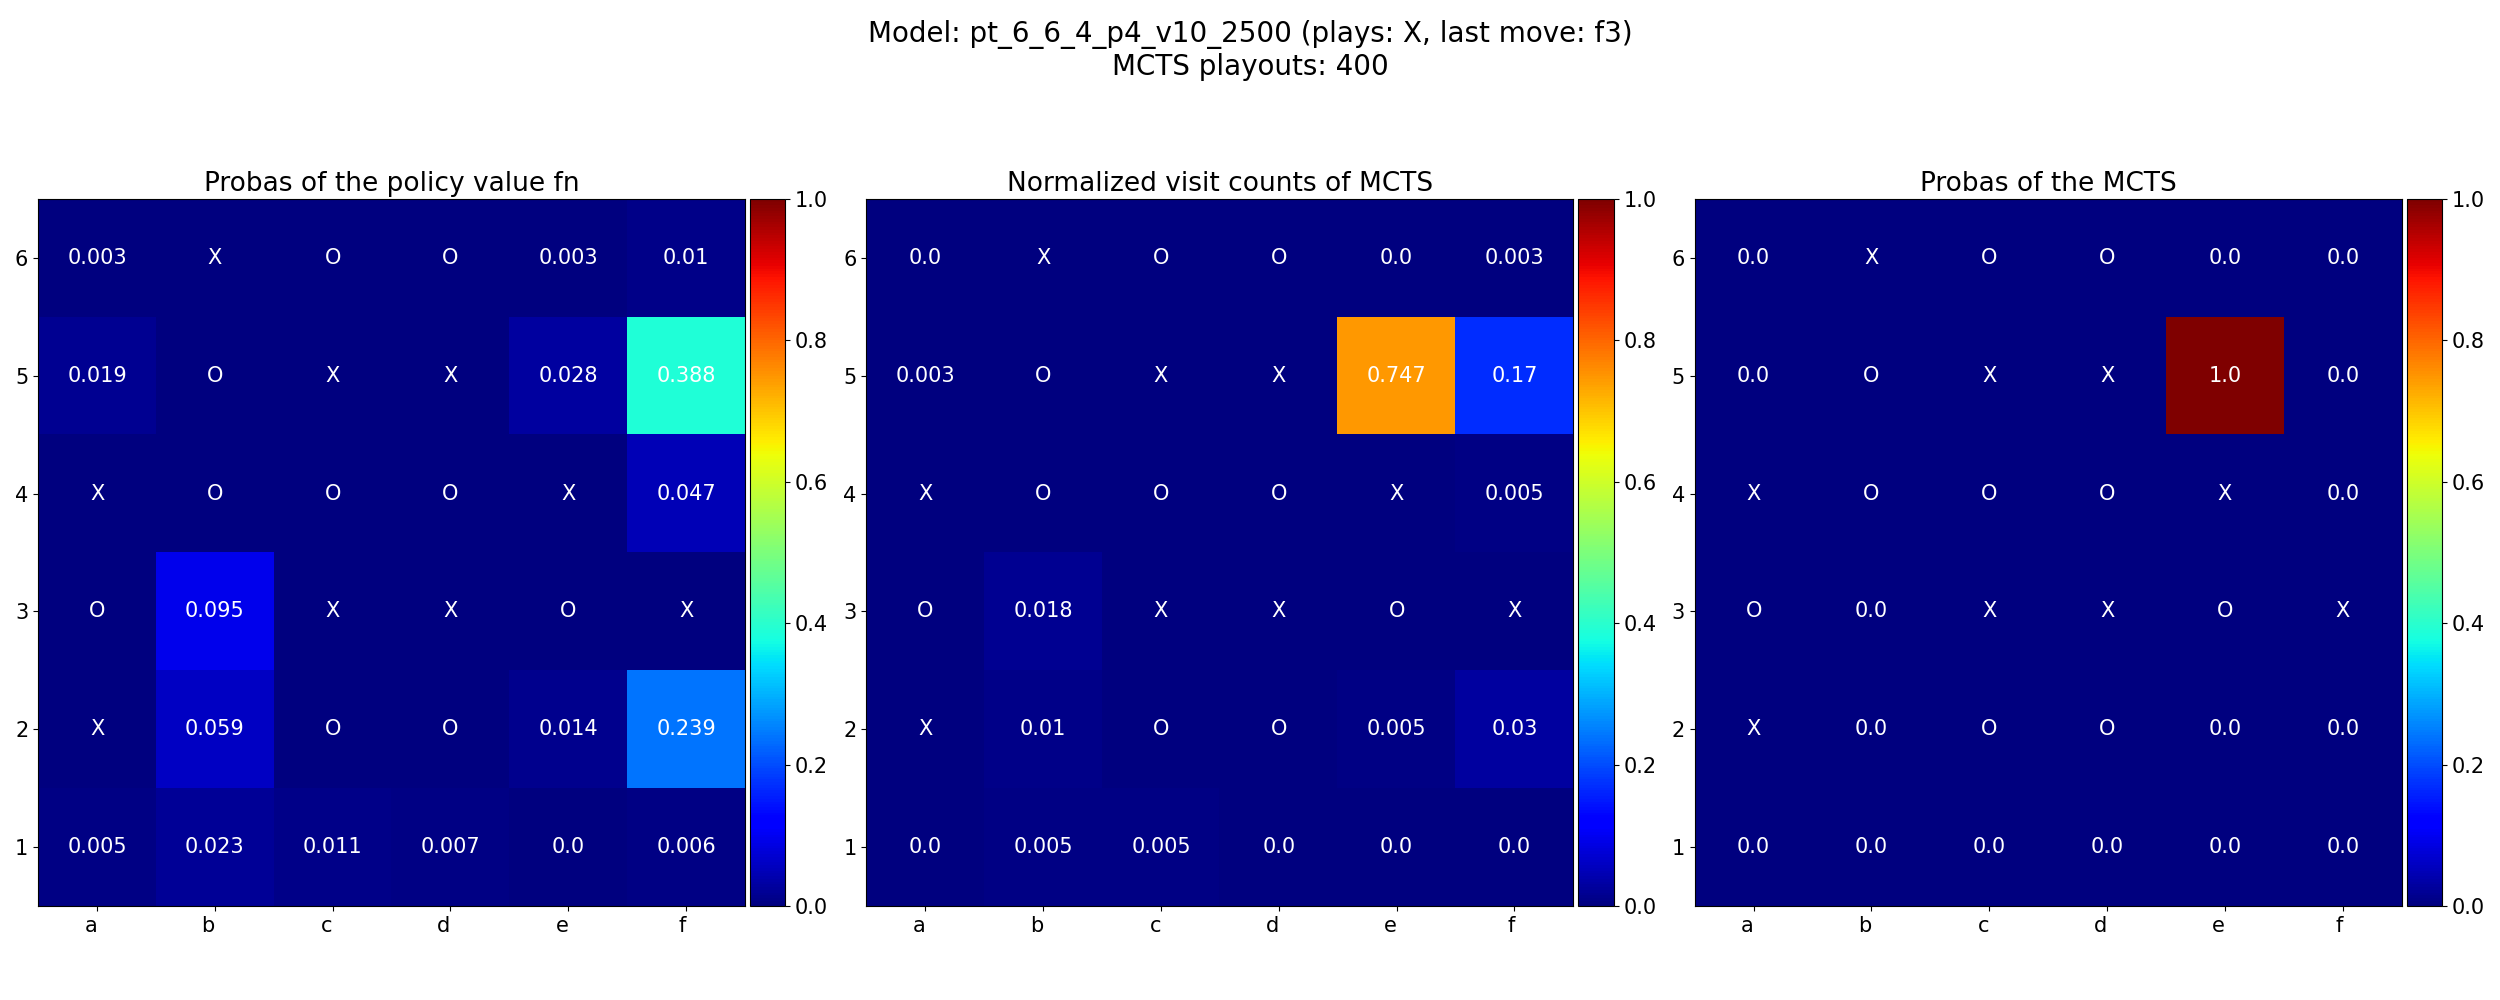 Model: pt_6_6_4_p4_v10_2500 (plays: X, last move: f3)
MCTS playouts: 400
Probas of the policy value fn
6 0.003 X O O 0.003 0.01
5 0.019 O X X 0.028 0.388
4 X O O O X 0.047
3 O 0.095 X X O X
2 X 0.059 O O 0.014 0.239
1 0.005 0.023 0.011 0.007 0.0 0.006
a b c d e f
1.0
0.8
0.6
0.4
0.2
0.0
Normalized visit counts of MCTS
6 0.0 X O O 0.0 0.003
5 0.003 O X X 0.747 0.17
4 X O O O X 0.005
3 O 0.018 X X O X
2 X 0.01 O O 0.005 0.03
1 0.0 0.005 0.005 0.0 0.0 0.0
a b c d e f
1.0
0.8
0.6
0.4
0.2
0.0
Probas of the MCTS
6 0.0 X O O 0.0 0.0
5 0.0 O X X 1.0 0.0
4 X O O O X 0.0
3 O 0.0 X X O X
2 X 0.0 O O 0.0 0.0
1 0.0 0.0 0.0 0.0 0.0 0.0
a b c d e f
1.0
0.8
0.6
0.4
0.2
0.0